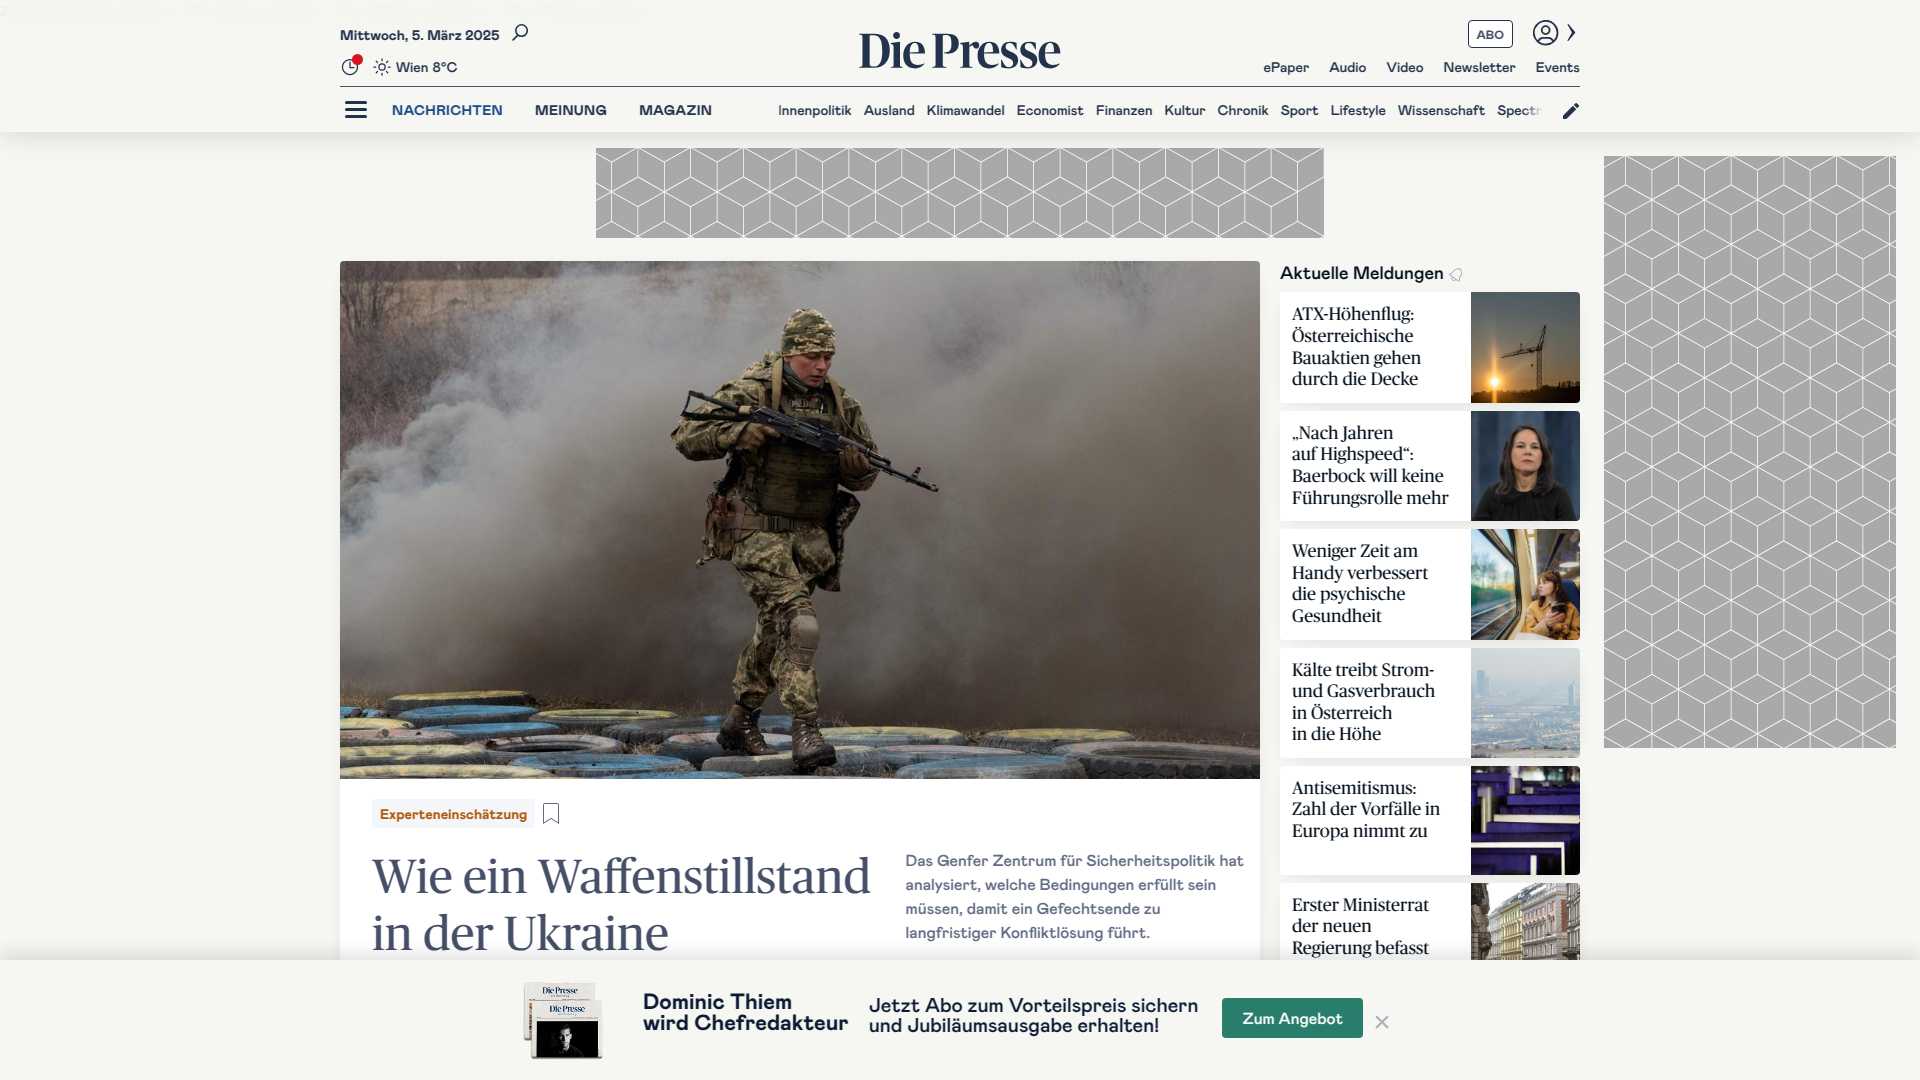 Mittwoch, 5. März 2025
Wien 8°C
Die Presse
ABO
ePaper Audio Video Newsletter Events
NACHRICHTEN MEINUNG MAGAZIN
Innenpolitik Ausland Klimawandel Economist Finanzen Kultur Chronik Sport Lifestyle Wissenschaft Spectr
Experteneinschätzung
Wie ein Waffenstillstand
in der Ukraine
Das Genfer Zentrum für Sicherheitspolitik hat
analysiert, welche Bedingungen erfüllt sein
müssen, damit ein Gefechtsende zu
langfristiger Konfliktlösung führt.
Aktuelle Meldungen
ATX-Höhenflug:
Österreichische
Bauaktien gehen
durch die Decke
„Nach Jahren
auf Highspeed“:
Baerbock will keine
Führungsrolle mehr
Weniger Zeit am
Handy verbessert
die psychische
Gesundheit
Kälte treibt Strom-
und Gasverbrauch
in Österreich
in die Höhe
Antisemitismus:
Zahl der Vorfälle in
Europa nimmt zu
Erster Ministerrat
der neuen
Regierung befasst
Die Presse
Die Presse
Dominic Thiem
wird Chefredakteur
Jetzt Abo zum Vorteilspreis sichern
und Jubiläumsausgabe erhalten!
Zum Angebot